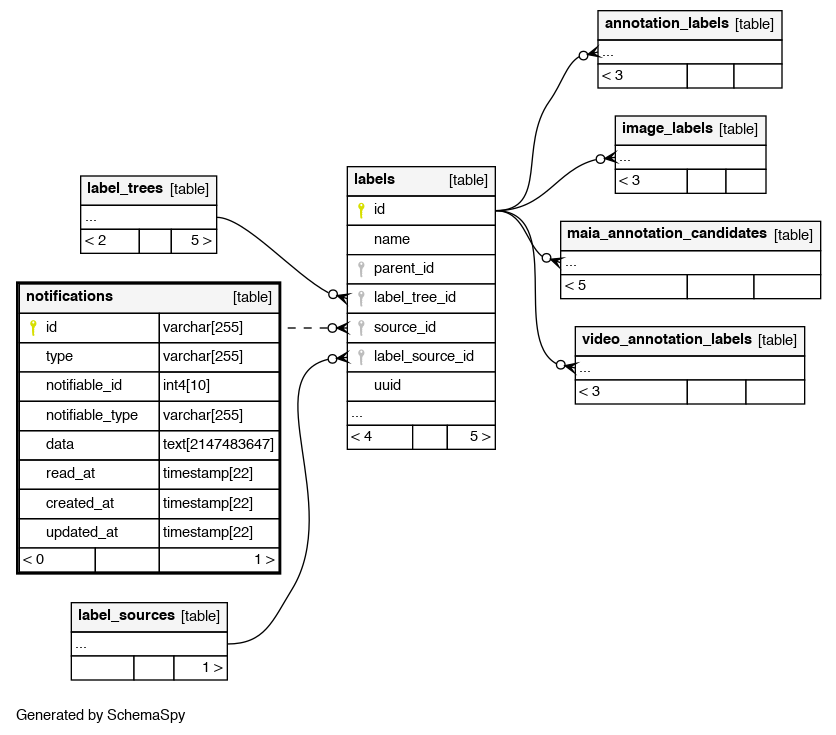 annotation_labels [table]
...
< 3
image_labels [table]
...
< 3
label_trees [table]
...
< 2 5 >
labels [table]
id
name
parent_id
label_tree_id
source_id
label_source_id
uuid
...
< 4 5 >
maia_annotation_candidates [table]
...
< 5
notifications [table]
id varchar[255]
type varchar[255]
notifiable_id int4[10]
notifiable_type varchar[255]
data text[2147483647]
read_at timestamp[22]
created_at timestamp[22]
updated_at timestamp[22]
< 0 1 >
video_annotation_labels [table]
...
< 3
label_sources [table]
...
1 >
Generated by SchemaSpy